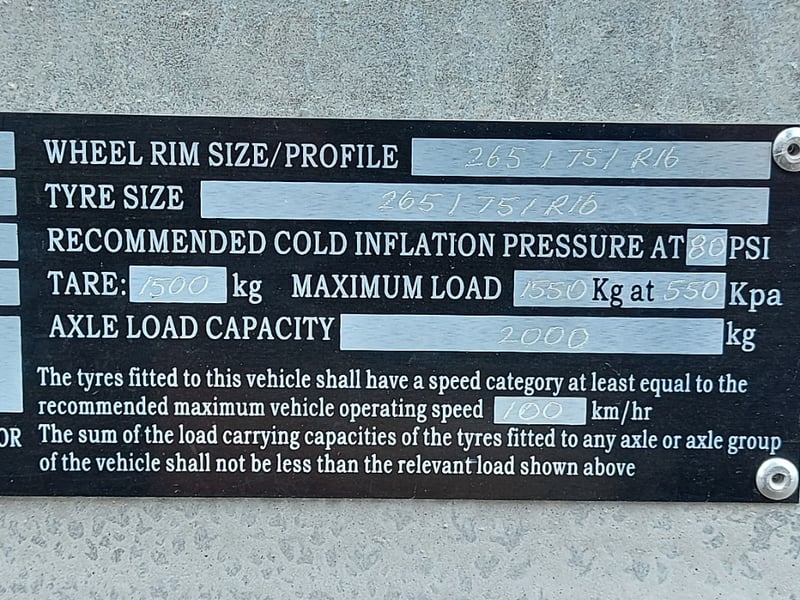 WHEEL RIM SIZE/PROFILE 265 / 75 / R16
TYRE SIZE 265 / 75 / R16
RECOMMENDED COLD INFLATION PRESSURE AT 80 PSI
TARE: 1500 kg MAXIMUM LOAD 1550 Kg at 550 Kpa
AXLE LOAD CAPACITY 2000 kg
The tyres fitted to this vehicle shall have a speed category at least equal to the
recommended maximum vehicle operating speed 100 km/hr
OR The sum of the load carrying capacities of the tyres fitted to any axle or axle group
of the vehicle shall not be less than the relevant load shown above